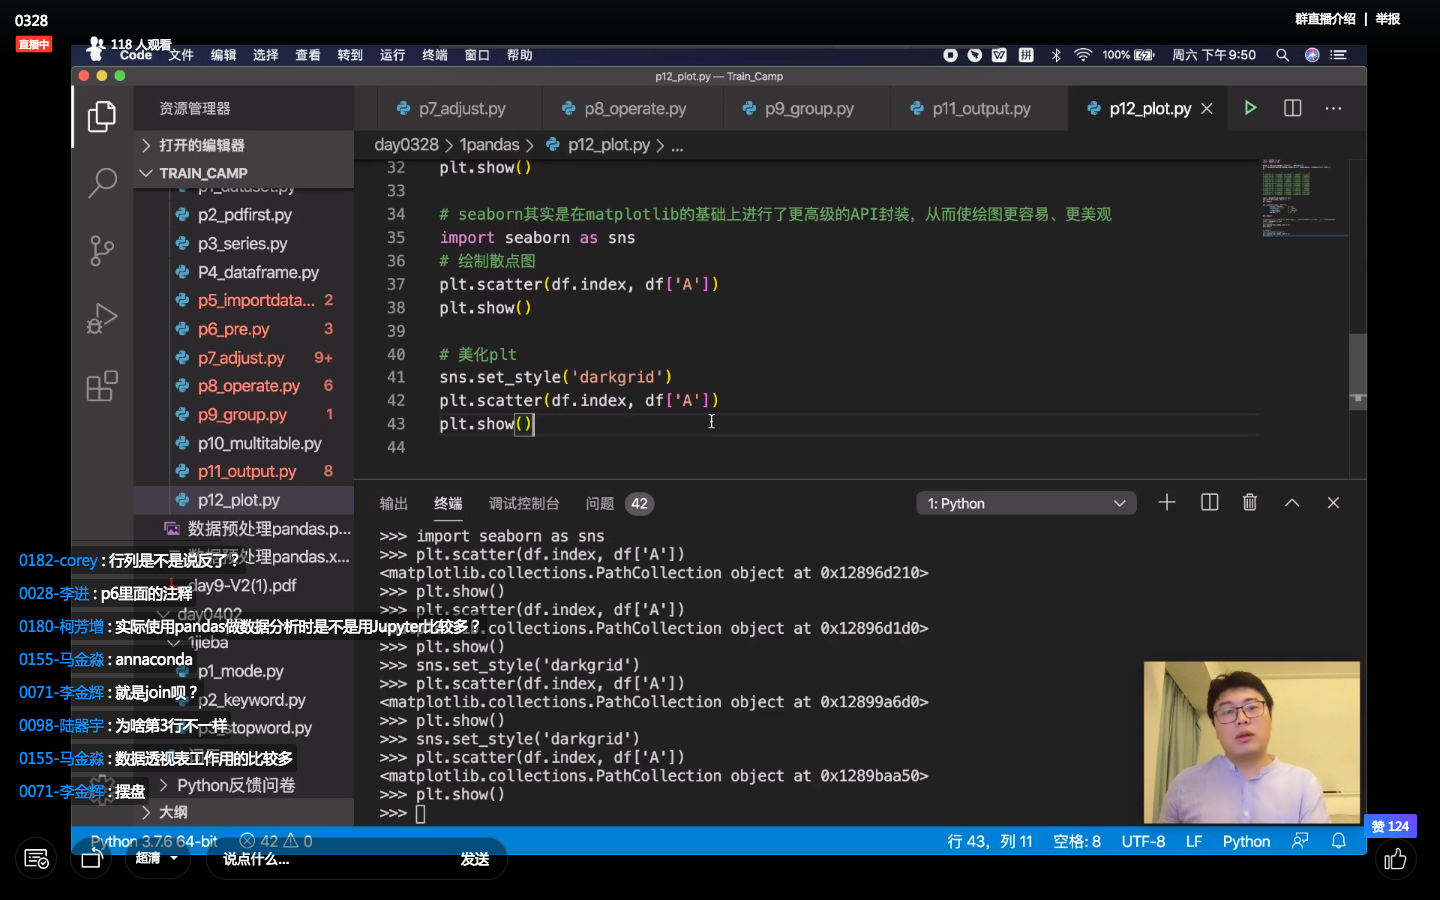 0328
直播中
118 人观看
群直播介绍 | 举报
Code 文件 编辑 选择 查看 转到 运行 终端 窗口 帮助
100% 周六 下午9:50
p12_plot.py — Train_Camp
资源管理器
p7_adjust.py p8_operate.py p9_group.py p11_output.py p12_plot.py
打开的编辑器
day0328 > 1pandas > p12_plot.py > ...
TRAIN_CAMP
p1_dataset.py
p2_pdfirst.py
p3_series.py
P4_dataframe.py
p5_importdata... 2
p6_pre.py 3
p7_adjust.py 9+
p8_operate.py 6
p9_group.py 1
p10_multitable.py
p11_output.py 8
p12_plot.py
数据预处理pandas.p...
数据预处理pandas.x...
day9-V2(1).pdf
day0402
1jieba
p1_mode.py
p2_keyword.py
p3_stopword.py
Python反馈问卷
大纲
32 plt.show()
33
34 # seaborn其实是在matplotlib的基础上进行了更高级的API封装，从而使绘图更容易、更美观
35 import seaborn as sns
36 # 绘制散点图
37 plt.scatter(df.index, df['A'])
38 plt.show()
39
40 # 美化plt
41 sns.set_style('darkgrid')
42 plt.scatter(df.index, df['A'])
43 plt.show()
44
输出 终端 调试控制台 问题 42
1: Python
>>> import seaborn as sns
>>> plt.scatter(df.index, df['A'])
<matplotlib.collections.PathCollection object at 0x12896d210>
>>> plt.show()
>>> plt.scatter(df.index, df['A'])
<matplotlib.collections.PathCollection object at 0x12896d1d0>
>>> plt.show()
>>> sns.set_style('darkgrid')
>>> plt.scatter(df.index, df['A'])
<matplotlib.collections.PathCollection object at 0x12899a6d0>
>>> plt.show()
>>> sns.set_style('darkgrid')
>>> plt.scatter(df.index, df['A'])
<matplotlib.collections.PathCollection object at 0x1289baa50>
>>> plt.show()
>>>
0182-corey : 行列是不是说反了？
0028-李进 : p6里面的注释
0180-柯芳增 : 实际使用pandas做数据分析时是不是用Jupyter比较多？
0155-马金淼 : annaconda
0071-李金辉 : 就是join呗？
0098-陆器宇 : 为啥第3行不一样
0155-马金淼 : 数据透视表工作用的比较多
0071-李金辉 : 摆盘
Python 3.7.6 64-bit 42 0
行 43，列 11 空格: 8 UTF-8 LF Python
赞 124
超清 说点什么... 发送